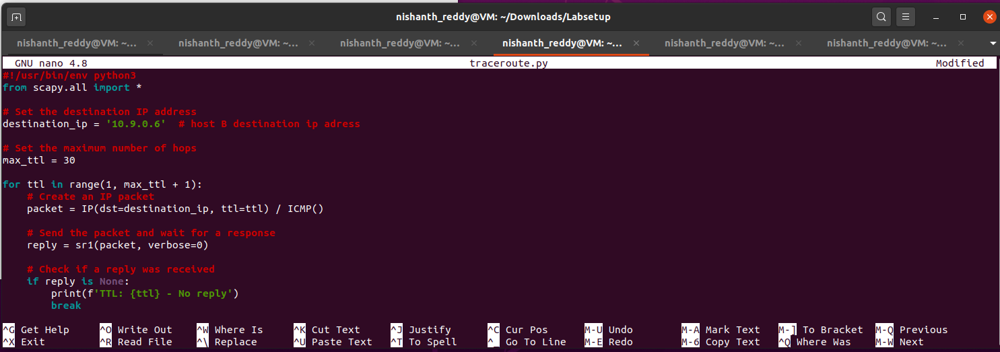 nishanth_reddy@VM: ~/Downloads/Labsetup
nishanth_reddy@VM: ~... × nishanth_reddy@VM: ~... × nishanth_reddy@VM: ~... × nishanth_reddy@VM: ~... × nishanth_reddy@VM: ~... × nishanth_reddy@VM: ~... ×
GNU nano 4.8 traceroute.py Modified
#!/usr/bin/env python3
from scapy.all import *
# Set the destination IP address
destination_ip = '10.9.0.6'  # host B destination ip adress
# Set the maximum number of hops
max_ttl = 30
for ttl in range(1, max_ttl + 1):
    # Create an IP packet
    packet = IP(dst=destination_ip, ttl=ttl) / ICMP()
    # Send the packet and wait for a response
    reply = sr1(packet, verbose=0)
    # Check if a reply was received
    if reply is None:
        print(f'TTL: {ttl} - No reply')
        break
^G Get Help ^O Write Out ^W Where Is ^K Cut Text ^J Justify ^C Cur Pos M-U Undo M-A Mark Text M-] To Bracket M-Q Previous
^X Exit ^R Read File ^\ Replace ^U Paste Text ^T To Spell ^_ Go To Line M-E Redo M-6 Copy Text ^Q Where Was M-W Next